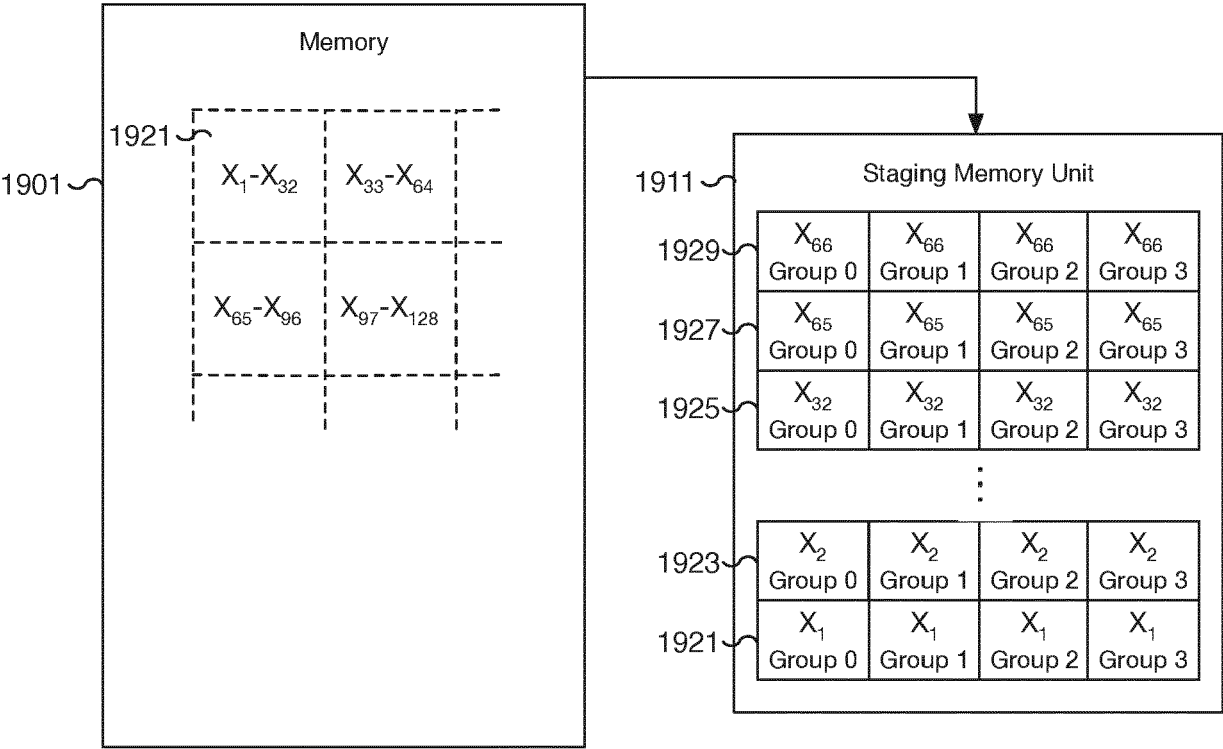 Memory
1921
X₁-X₃₂ X₃₃-X₆₄
1901
X₆₅-X₉₆ X₉₇-X₁₂₈
1911
Staging Memory Unit
1929
X₆₆ X₆₆ X₆₆ X₆₆
Group 0 Group 1 Group 2 Group 3
1927
X₆₅ X₆₅ X₆₅ X₆₅
Group 0 Group 1 Group 2 Group 3
1925
X₃₂ X₃₂ X₃₂ X₃₂
Group 0 Group 1 Group 2 Group 3
1923
X₂ X₂ X₂ X₂
Group 0 Group 1 Group 2 Group 3
1921
X₁ X₁ X₁ X₁
Group 0 Group 1 Group 2 Group 3